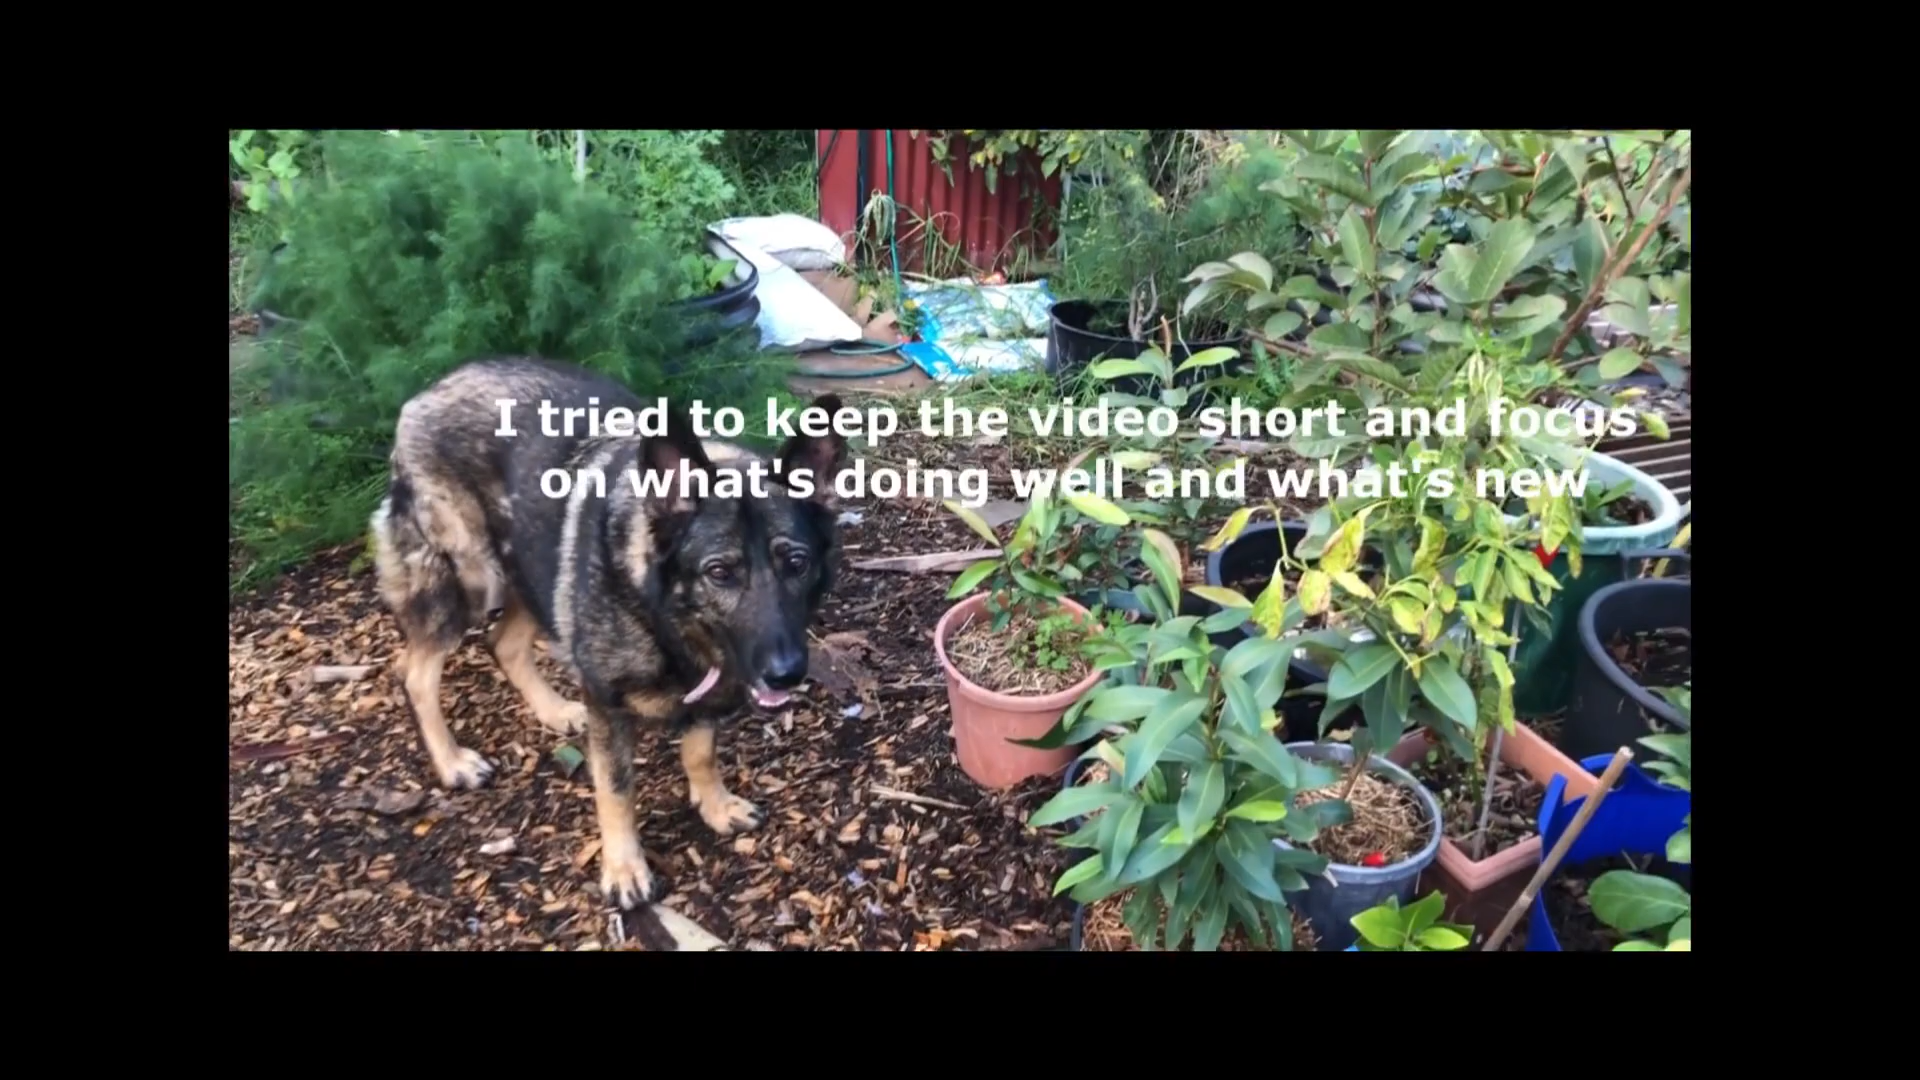 I tried to keep the video short and focus
on what's doing well and what's new